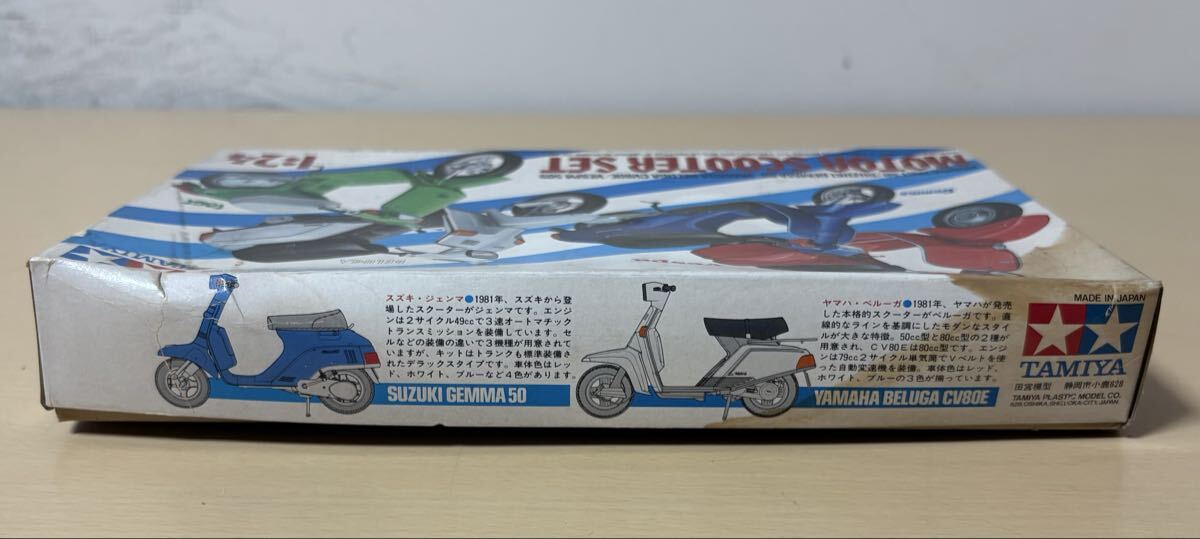 1:24
MOTOR SCOOTER SET
スズキ・ジェンマ●1981年、スズキから登
場したスクーターがジェンマです。エンジ
ンは2サイクル49ccで3速オートマチック
トランスミッションを装備しています。セ
ルなどの装備の違いで3機種が用意されて
いますが、キットはトランクも標準装備さ
れたデラックスタイプです。車体色はレッ
ド、ホワイト、ブルーなど4色があります。
SUZUKI GEMMA 50
ヤマハ・ベルーガ●1981年、ヤマハが発売
した本格的スクーターがベルーガです。直
線的なラインを基調にしたモダンなスタイ
ルが大きな特徴。50cc型と80cc型の2種が
用意され、CV80Eは80cc型です。エンジ
ンは79cc2サイクル単気筒でVベルトを使
った自動変速機を装備。車体色はレッド、
ホワイト、ブルーの3色が揃っています。
YAMAHA BELUGA CV80E
MADE IN JAPAN
TAMIYA
田宮模型 静岡市小鹿628
TAMIYA PLASTIC MODEL CO.
628, OSHIKA, SHIZUOKA CITY, JAPAN.